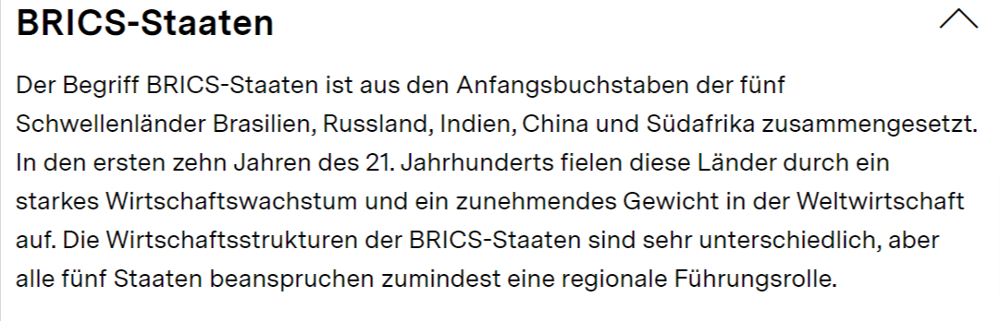 BRICS-Staaten
Der Begriff BRICS-Staaten ist aus den Anfangsbuchstaben der fünf
Schwellenländer Brasilien, Russland, Indien, China und Südafrika zusammengesetzt.
In den ersten zehn Jahren des 21. Jahrhunderts fielen diese Länder durch ein
starkes Wirtschaftswachstum und ein zunehmendes Gewicht in der Weltwirtschaft
auf. Die Wirtschaftsstrukturen der BRICS-Staaten sind sehr unterschiedlich, aber
alle fünf Staaten beanspruchen zumindest eine regionale Führungsrolle.